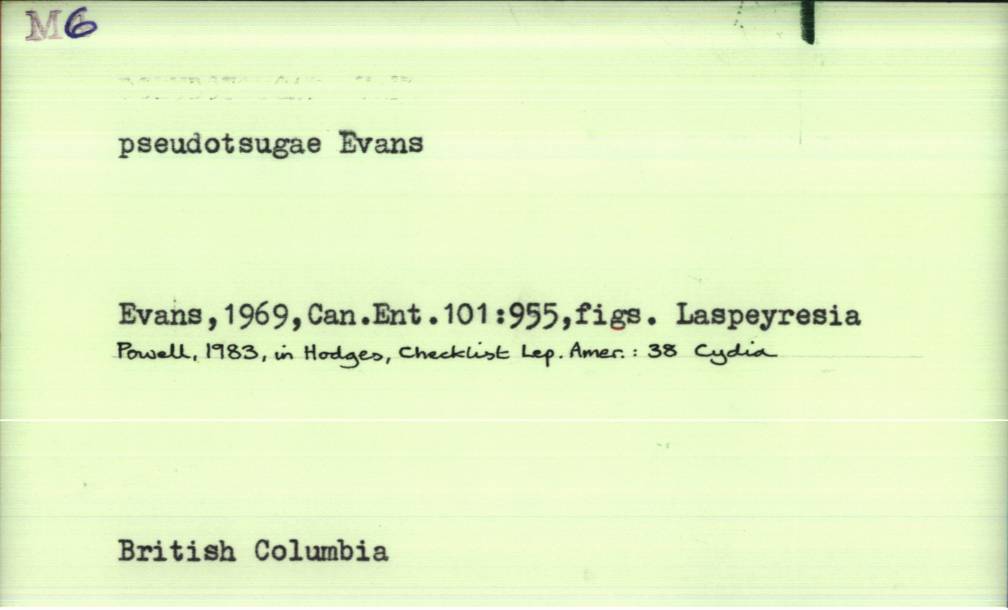 M6
pseudotsugae Evans
Evans,1969,Can.Ent.101:955,figs. Laspeyresia
Powell, 1983, in Hodges, Checklist Lep. Amer.: 38 Cydia
British Columbia